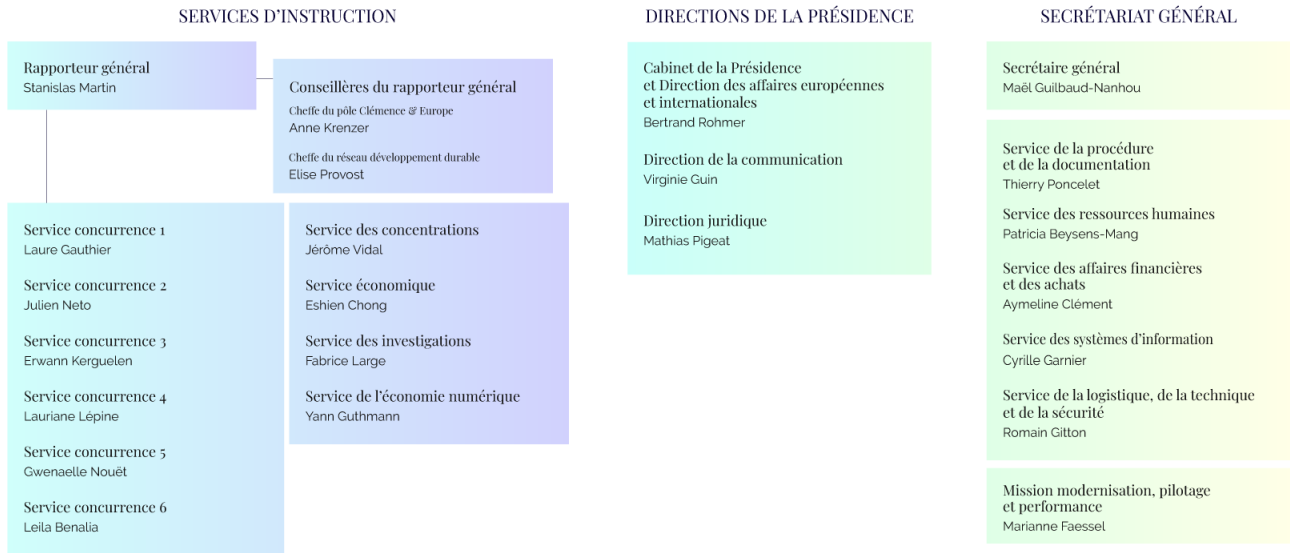 SERVICES D’INSTRUCTION
Rapporteur général
Stanislas Martin
Conseillères du rapporteur général
Cheffe du pôle Clémence & Europe
Anne Krenzer
Cheffe du réseau développement durable
Elise Provost
Service concurrence 1
Laure Gauthier
Service concurrence 2
Julien Neto
Service concurrence 3
Erwann Kerguelen
Service concurrence 4
Lauriane Lépine
Service concurrence 5
Gwenaelle Nouët
Service concurrence 6
Leila Benalia
Service des concentrations
Jérôme Vidal
Service économique
Eshien Chong
Service des investigations
Fabrice Large
Service de l’économie numérique
Yann Guthmann
DIRECTIONS DE LA PRÉSIDENCE
Cabinet de la Présidence
et Direction des affaires européennes
et internationales
Bertrand Rohmer
Direction de la communication
Virginie Guin
Direction juridique
Mathias Pigeat
SECRÉTARIAT GÉNÉRAL
Secrétaire général
Maël Guilbaud-Nanhou
Service de la procédure
et de la documentation
Thierry Poncelet
Service des ressources humaines
Patricia Beysens-Mang
Service des affaires financières
et des achats
Aymeline Clément
Service des systèmes d’information
Cyrille Garnier
Service de la logistique, de la technique
et de la sécurité
Romain Gitton
Mission modernisation, pilotage
et performance
Marianne Faessel